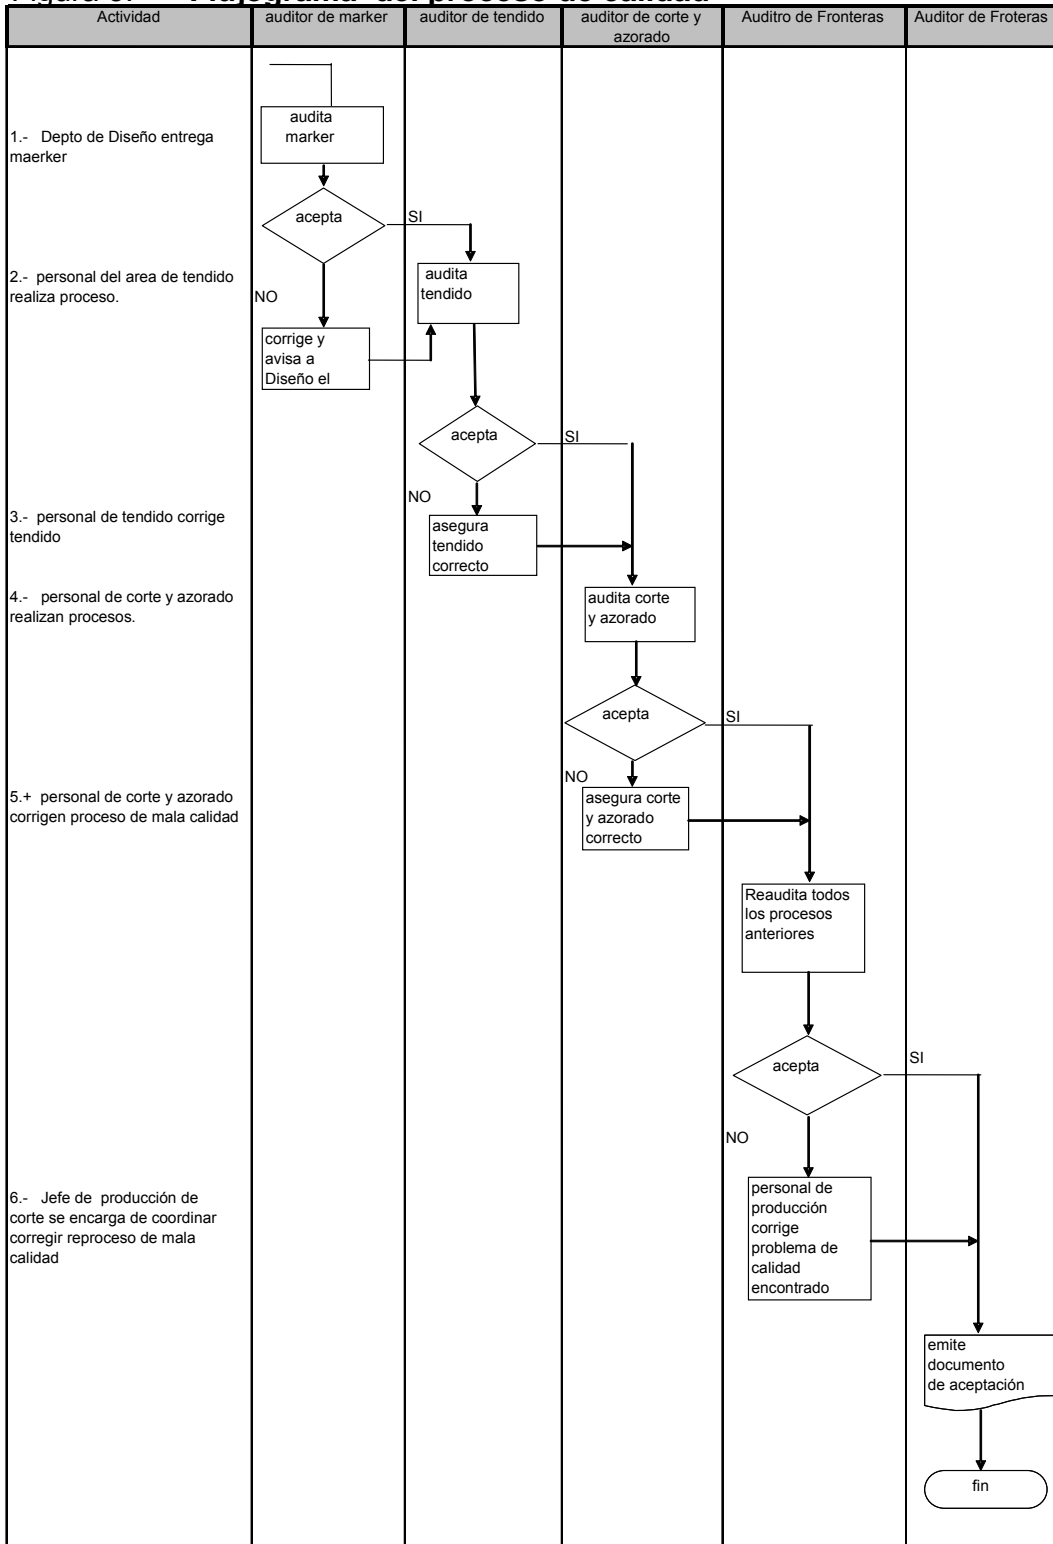 Actividad
auditor de marker
auditor de tendido
auditor de corte y
azorado
Auditro de Fronteras
Auditor de Froteras
audita
marker
1.- Depto de Diseño entrega
maerker
acepta
SI
2.- personal del area de tendido
realiza proceso.
NO
audita
tendido
corrige y
avisa a
Diseño el
acepta
SI
NO
3.- personal de tendido corrige
tendido
asegura
tendido
correcto
4.- personal de corte y azorado
realizan procesos.
audita corte
y azorado
acepta
SI
NO
5.+ personal de corte y azorado
corrigen proceso de mala calidad
asegura corte
y azorado
correcto
Reaudita todos
los procesos
anteriores
acepta
SI
NO
6.- Jefe de producción de
corte se encarga de coordinar
corregir reproceso de mala
calidad
personal de
producción
corrige
problema de
calidad
encontrado
emite
documento
de aceptación
fin